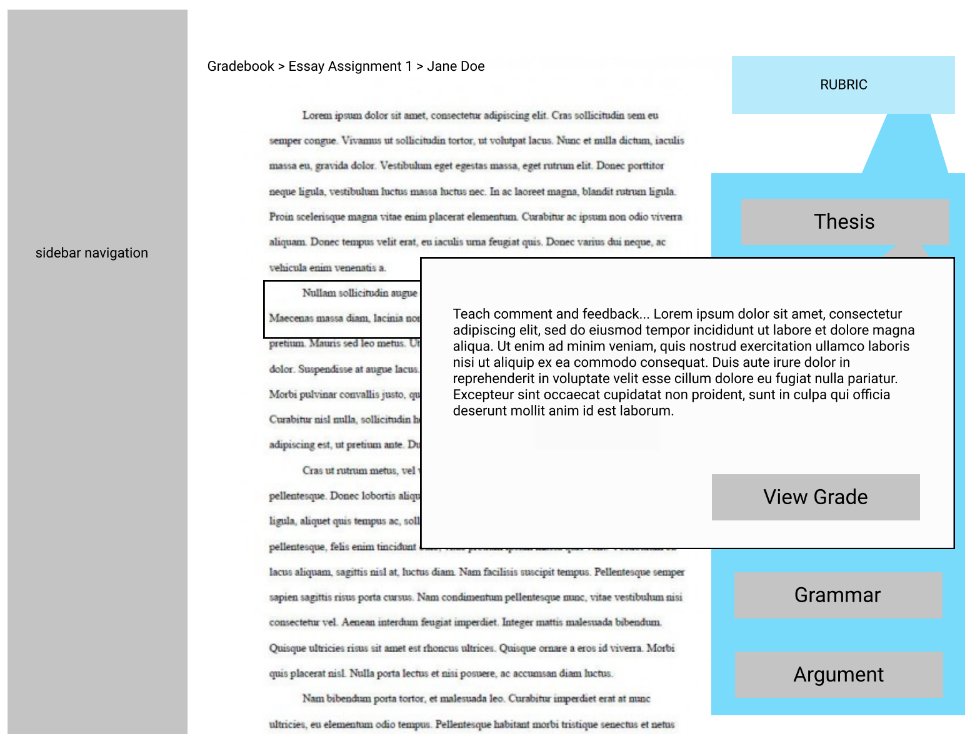 Gradebook > Essay Assignment 1 > Jane Doe
RUBRIC
sidebar navigation
Lorem ipsum dolor sit amet, consectetur adipiscing elit. Cras sollicitudin sem eu
semper congue. Vivamus ut sollicitudin tortor, ut volutpat lacus. Nunc et nulla dictum, iaculis
massa eu, gravida dolor. Vestibulum eget egestas massa, eget rutrum elit. Donec porttitor
neque ligula, vestibulum luctus massa luctus nec. In ac laoreet magna, blandit rutrum ligula.
Proin scelerisque magna vitae enim placerat elementum. Curabitur ac ipsum non odio viverra
aliquam. Donec tempus velit erat, eu iaculis urna feugiat quis. Donec varius dui neque, ac
vehicula enim venenatis a.
Nullam sollicitudin augue
Maecenas massa diam, lacinia non
pretium. Mauris sed leo metus. Ut
dolor. Suspendisse at augue lacus.
Morbi pulvinar convallis justo, qu
Curabitur nisl nulla, sollicitudin
adipiscing est, ut pretium ante. Du
Cras ut rutrum metus, vel
pellentesque. Donec lobortis aliqu
ligula, aliquet quis tempus ac, soll
pellentesque, felis enim tincidunt
lacus aliquam, sagittis nisl at, luctus diam. Nam facilisis suscipit tempus. Pellentesque semper
sapien sagittis risus porta cursus. Nam condimentum pellentesque nunc, vitae vestibulum nisi
consectetur vel. Aenean interdum feugiat imperdiet. Integer mattis malesuada bibendum.
Quisque ultricies risus sit amet est rhoncus ultrices. Quisque ornare a eros id viverra. Morbi
quis placerat nisl. Nulla porta lectus et nisi posuere, ac accumsan diam luctus.
Nam bibendum porta tortor, et malesuada leo. Curabitur imperdiet erat at nunc
ultricies, eu elementum odio tempus. Pellentesque habitant morbi tristique senectus et netus
Thesis
Teach comment and feedback... Lorem ipsum dolor sit amet, consectetur
adipiscing elit, sed do eiusmod tempor incididunt ut labore et dolore magna
aliqua. Ut enim ad minim veniam, quis nostrud exercitation ullamco laboris
nisi ut aliquip ex ea commodo consequat. Duis aute irure dolor in
reprehenderit in voluptate velit esse cillum dolore eu fugiat nulla pariatur.
Excepteur sint occaecat cupidatat non proident, sunt in culpa qui officia
deserunt mollit anim id est laborum.
View Grade
Grammar
Argument